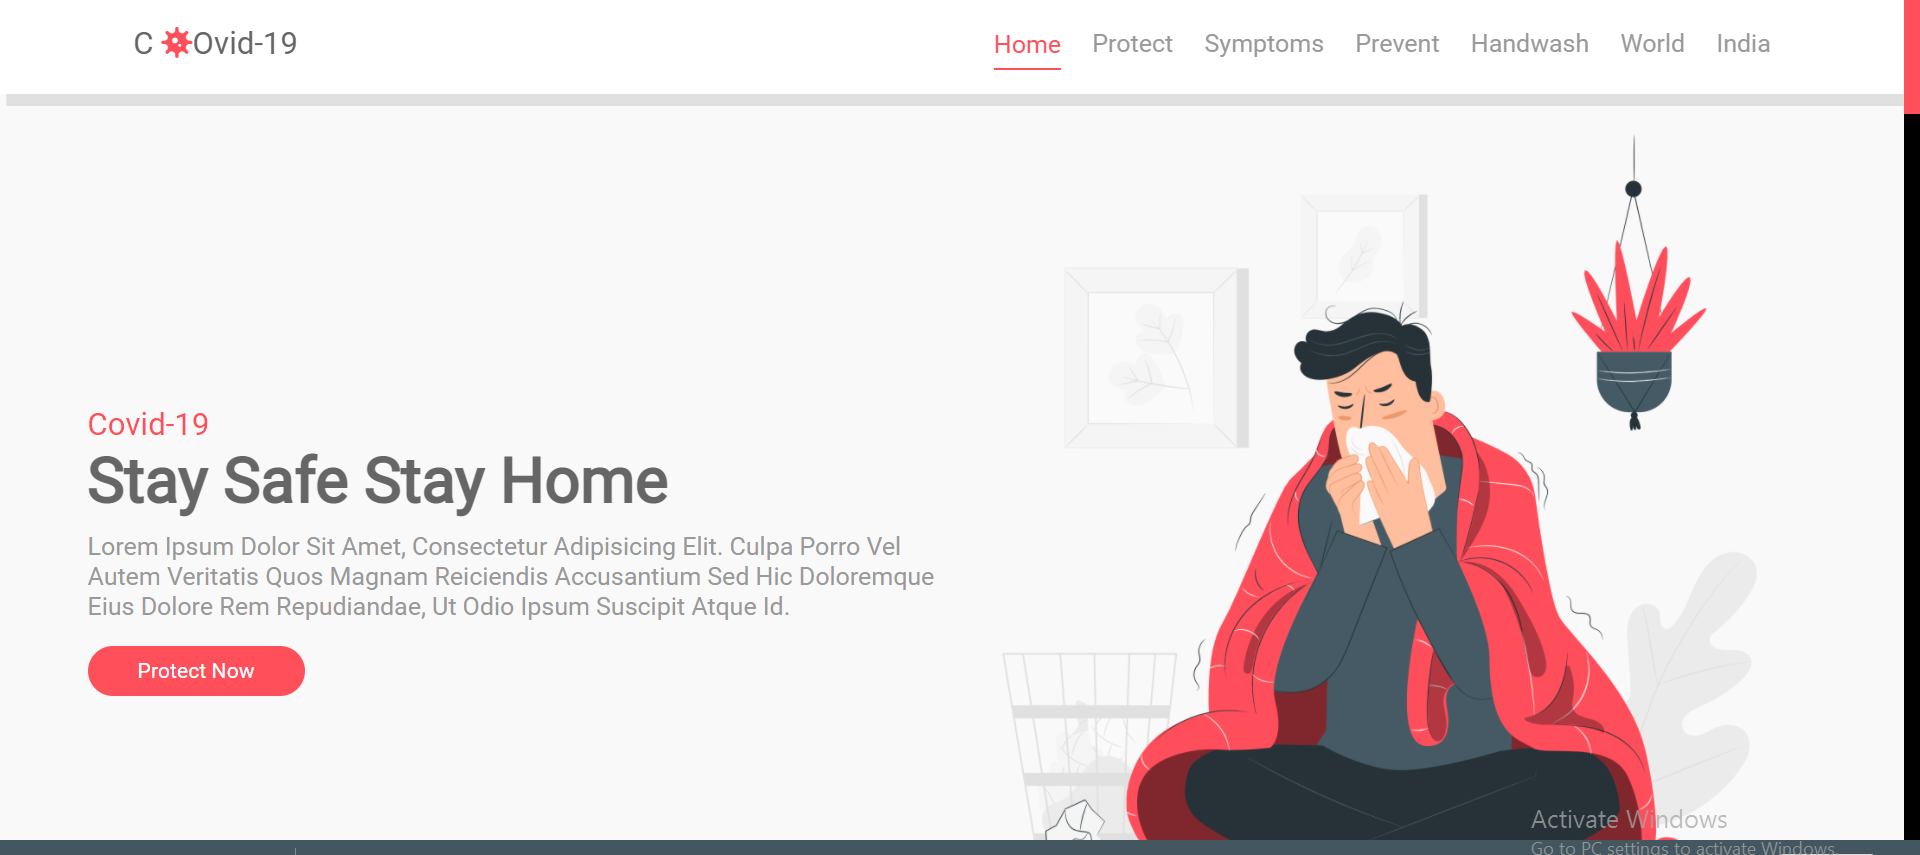 C Ovid-19
Home Protect Symptoms Prevent Handwash World India
Covid-19
Stay Safe Stay Home
Lorem Ipsum Dolor Sit Amet, Consectetur Adipisicing Elit. Culpa Porro Vel
Autem Veritatis Quos Magnam Reiciendis Accusantium Sed Hic Doloremque
Eius Dolore Rem Repudiandae, Ut Odio Ipsum Suscipit Atque Id.
Protect Now
Activate Windows
Go to PC settings to activate Windows.